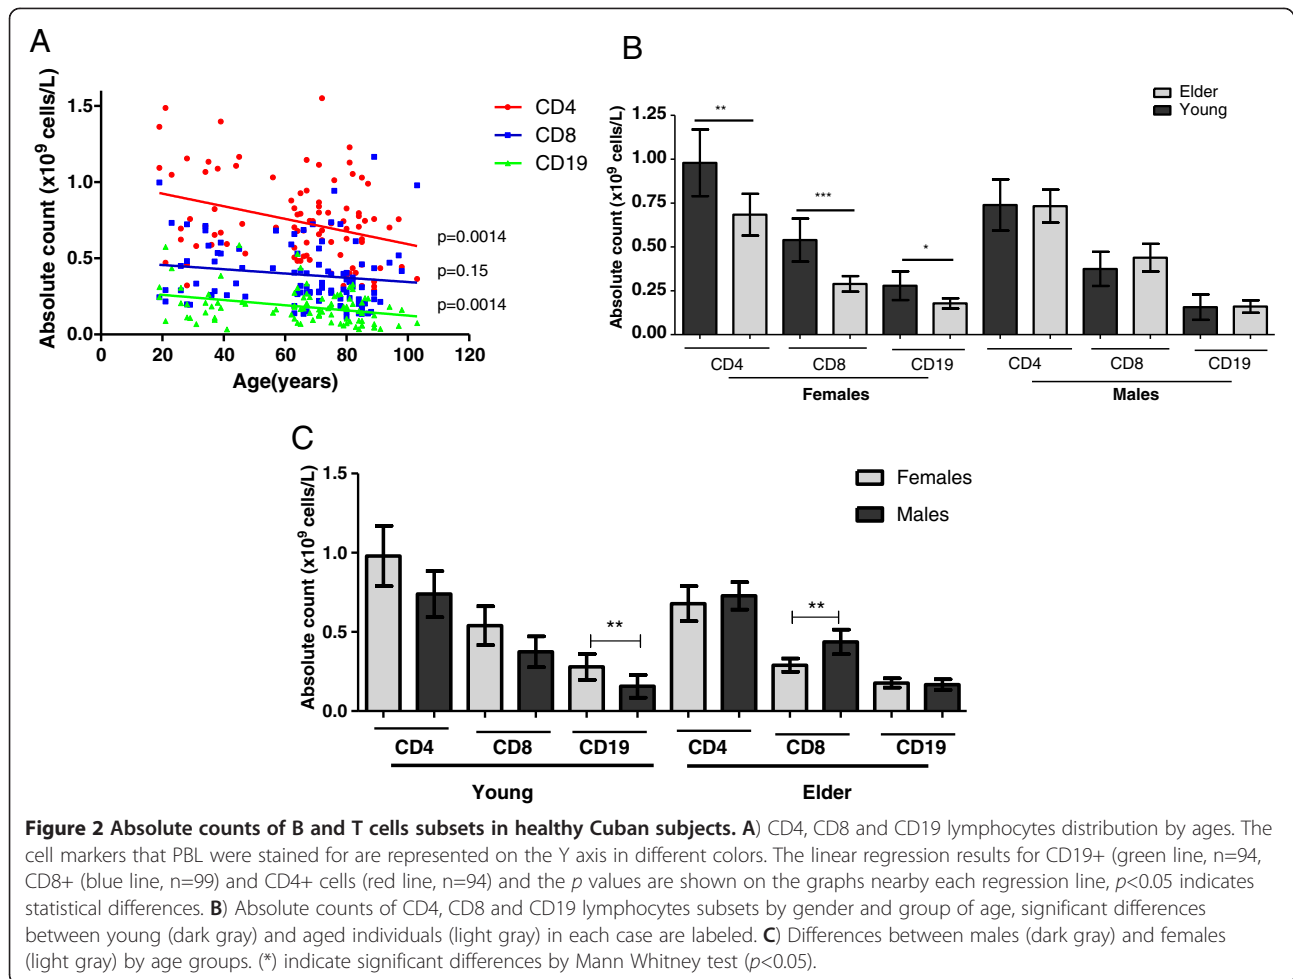 A
Absolute count (x10⁹ cells/L)
1.5
1.0
0.5
0.0
0 20 40 60 80 100 120
Age(years)
CD4
CD8
CD19
p=0.0014
p=0.15
p=0.0014
B
Absolute count (x10⁹ cells/L)
1.25
1.00
0.75
0.50
0.25
0.00
** *** *
Elder
Young
CD4 CD8 CD19 CD4 CD8 CD19
Females Males
C
Absolute count (x10⁹ cells/L)
1.5
1.0
0.5
0.0
** **
Females
Males
CD4 CD8 CD19 CD4 CD8 CD19
Young Elder
Figure 2 Absolute counts of B and T cells subsets in healthy Cuban subjects. A) CD4, CD8 and CD19 lymphocytes distribution by ages. The
cell markers that PBL were stained for are represented on the Y axis in different colors. The linear regression results for CD19+ (green line, n=94,
CD8+ (blue line, n=99) and CD4+ cells (red line, n=94) and the p values are shown on the graphs nearby each regression line, p<0.05 indicates
statistical differences. B) Absolute counts of CD4, CD8 and CD19 lymphocytes subsets by gender and group of age, significant differences
between young (dark gray) and aged individuals (light gray) in each case are labeled. C) Differences between males (dark gray) and females
(light gray) by age groups. (*) indicate significant differences by Mann Whitney test (p<0.05).